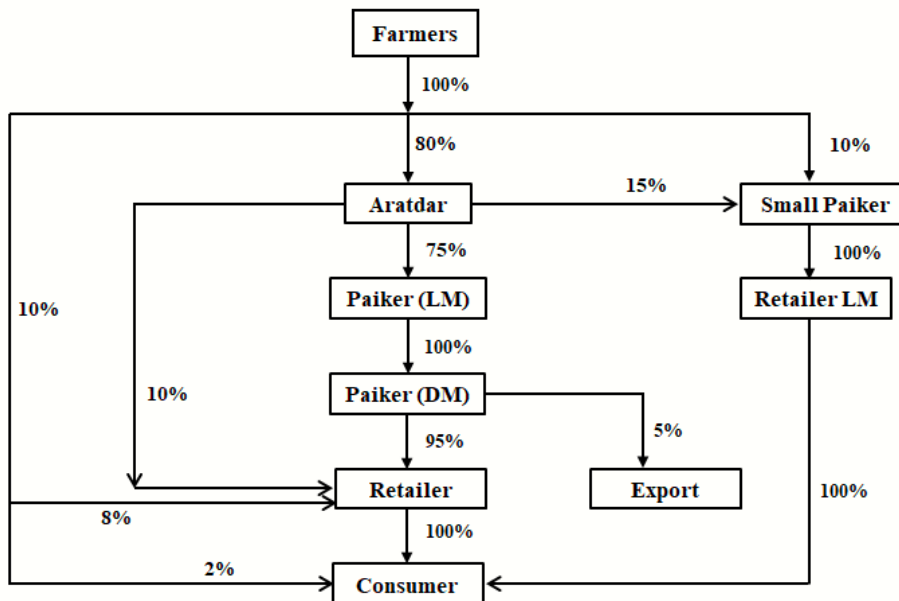 Farmers
100%
80%
10%
15%
Aratdar
Small Paiker
75%
100%
10%
Paiker (LM)
Retailer LM
100%
10%
Paiker (DM)
5%
95%
Retailer
Export
100%
8%
100%
2%
Consumer